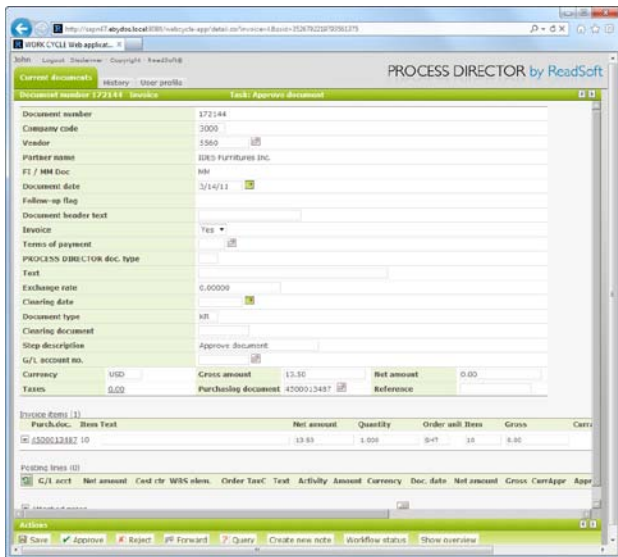 WORK CYCLE Web applicat...
John Logout Disclaimer Copyright ReadSoft
Current documents History User profile
PROCESS DIRECTOR by ReadSoft
Document number 172144 Invoice Task: Approve document
Document number 172144
Company code 3000
Vendor 5560
Partner name IDES Furnitures Inc.
FI / MM Doc MM
Document date 3/14/11
Follow-up flag
Document header text
Invoice Yes
Terms of payment
PROCESS DIRECTOR doc. type
Text
Exchange rate 0.00000
Clearing date
Document type KR
Clearing document
Step description Approve document
G/L account no.
Currency USD Gross amount 13.50 Net amount 0.00
Taxes 0.00 Purchasing document 4500013487 Reference
Invoice items (1)
Purch.doc. Item Text Net amount Quantity Order unit Item Gross
4500013487 10 1.000 10 0.00
Posting lines (0)
G/L acct Net amount Cost ctr WBS elem. Order TaxC Text Activity Amount Currency Doc. date Net amount Gross CurrAppr Appr
Actions
Save Approve Reject Forward Query Create new note Workflow status Show overview